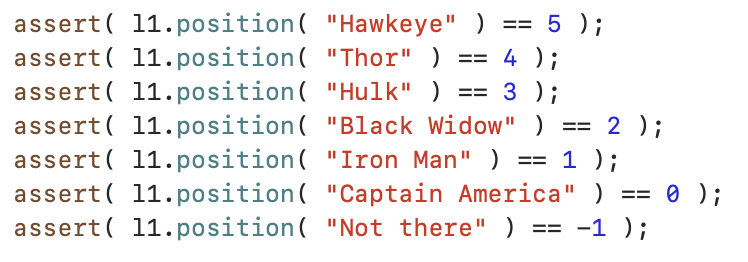 assert( l1.position( "Hawkeye" ) == 5 );
assert( l1.position( "Thor" ) == 4 );
assert( l1.position( "Hulk" ) == 3 );
assert( l1.position( "Black Widow" ) == 2 );
assert( l1.position( "Iron Man" ) == 1 );
assert( l1.position( "Captain America" ) == 0 );
assert( l1.position( "Not there" ) == -1 );